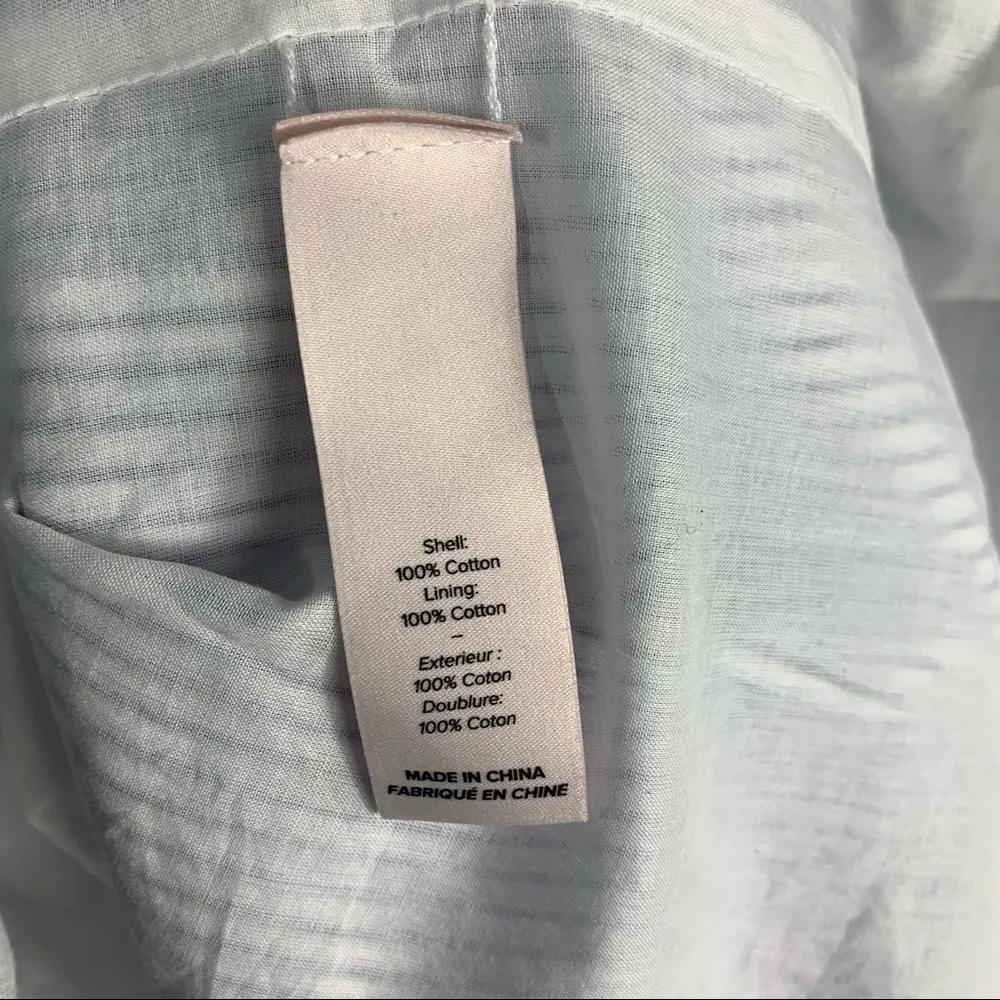 Shell:
100% Cotton
Lining:
100% Cotton
–
Exterieur :
100% Coton
Doublure:
100% Coton
MADE IN CHINA
FABRIQUÉ EN CHINE